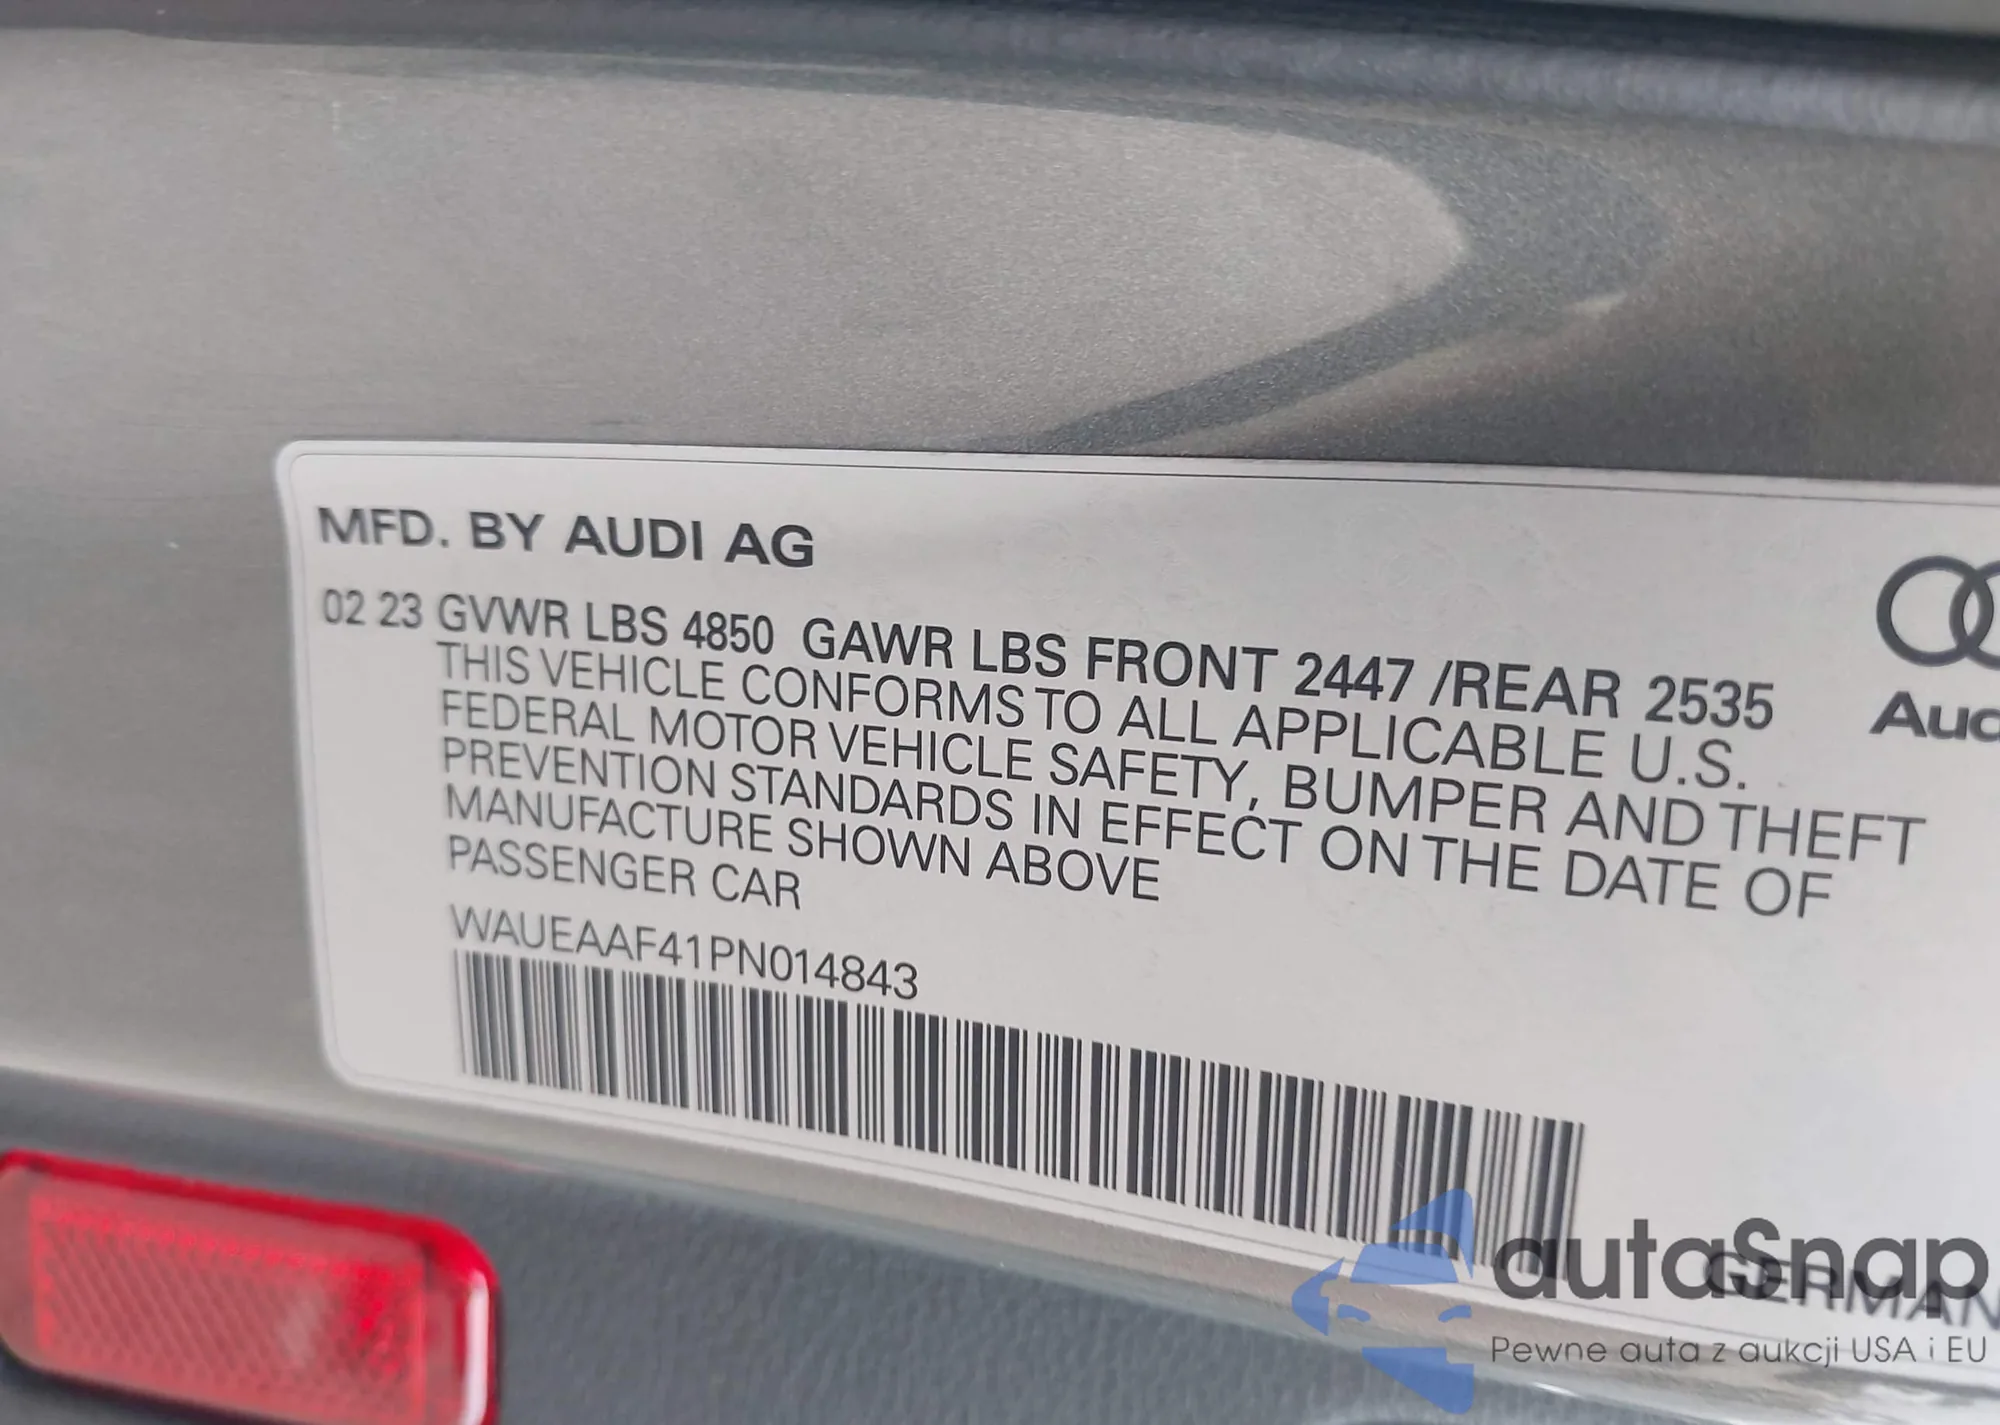 MFD. BY AUDI AG
02 23 GVWR LBS 4850 GAWR LBS FRONT 2447 /REAR 2535
THIS VEHICLE CONFORMS TO ALL APPLICABLE U.S.
FEDERAL MOTOR VEHICLE SAFETY, BUMPER AND THEFT
PREVENTION STANDARDS IN EFFECT ON THE DATE OF
MANUFACTURE SHOWN ABOVE
PASSENGER CAR
WAUEAAF41PN014843
Aud
GERMAN
autaSnap
Pewne auta z aukcji USA i EU